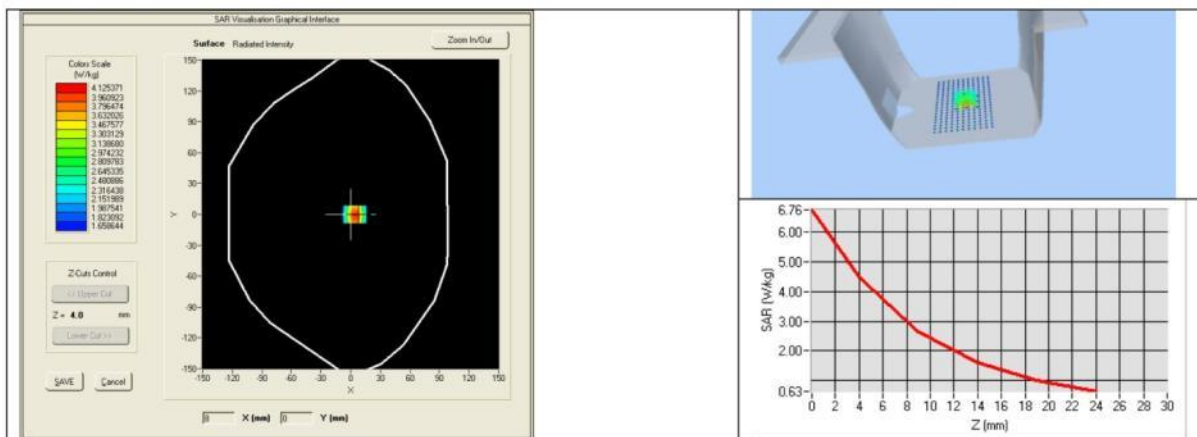 SAR Visualisation Graphical Interface
Surface Radiated Intensity
Zoom In/Out
Colors Scale
(W/kg)
4.125371
3.960923
3.796474
3.632026
3.467577
3.303129
3.138680
2.974232
2.809783
2.645335
2.480886
2.316438
2.151989
1.987541
1.823092
1.658644
150
120
90
60
30
0
-30
-60
-90
-120
-150
Y
-150 -120 -90 -60 -30 0 30 60 90 120 150
X
Z-Cuts Control
<< Upper Cut
Z = 4.0 mm
Lower Cut >>
SAVE Cancel
8 X (mm) 0 Y (mm)
6.76
6.00
5.00
4.00
3.00
2.00
0.63
SAR (W/kg)
0 2 4 6 8 10 12 14 16 18 20 22 24 26 28 30
Z (mm)